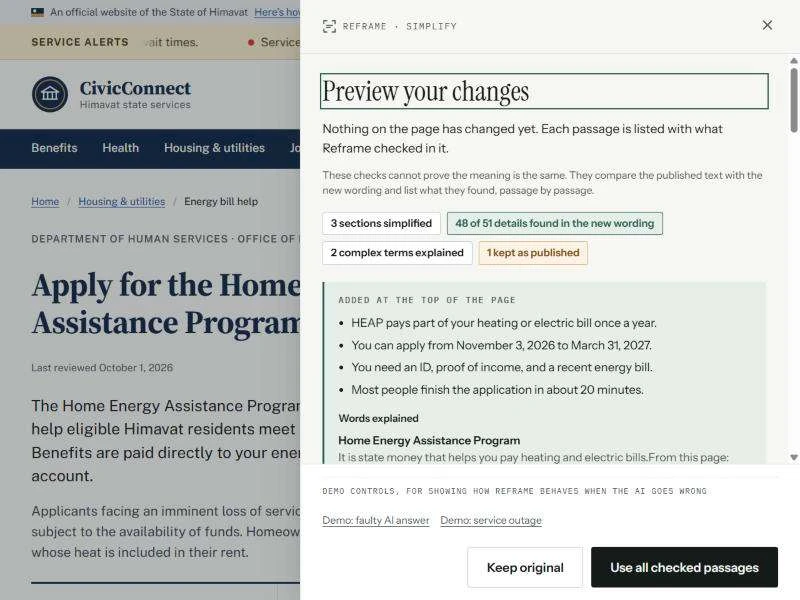 An official website of the State of Himavat Here's ho
SERVICE ALERTS vait times. Service
CivicConnect
Himavat state services
Benefits Health Housing & utilities Jo
Home / Housing & utilities / Energy bill help
DEPARTMENT OF HUMAN SERVICES · OFFICE OF
Apply for the Home
Assistance Program
Last reviewed October 1, 2026
The Home Energy Assistance Program
help eligible Himavat residents meet
Benefits are paid directly to your ene
account.
Applicants facing an imminent loss of servic
subject to the availability of funds. Homeow
whose heat is included in their rent.
REFRAME · SIMPLIFY
Preview your changes
Nothing on the page has changed yet. Each passage is listed with what
Reframe checked in it.
These checks cannot prove the meaning is the same. They compare the published text with the
new wording and list what they found, passage by passage.
3 sections simplified 48 of 51 details found in the new wording
2 complex terms explained 1 kept as published
ADDED AT THE TOP OF THE PAGE
• HEAP pays part of your heating or electric bill once a year.
• You can apply from November 3, 2026 to March 31, 2027.
• You need an ID, proof of income, and a recent energy bill.
• Most people finish the application in about 20 minutes.
Words explained
Home Energy Assistance Program
It is state money that helps you pay heating and electric bills.From this page:
DEMO CONTROLS, FOR SHOWING HOW REFRAME BEHAVES WHEN THE AI GOES WRONG
Demo: faulty AI answer Demo: service outage
Keep original Use all checked passages